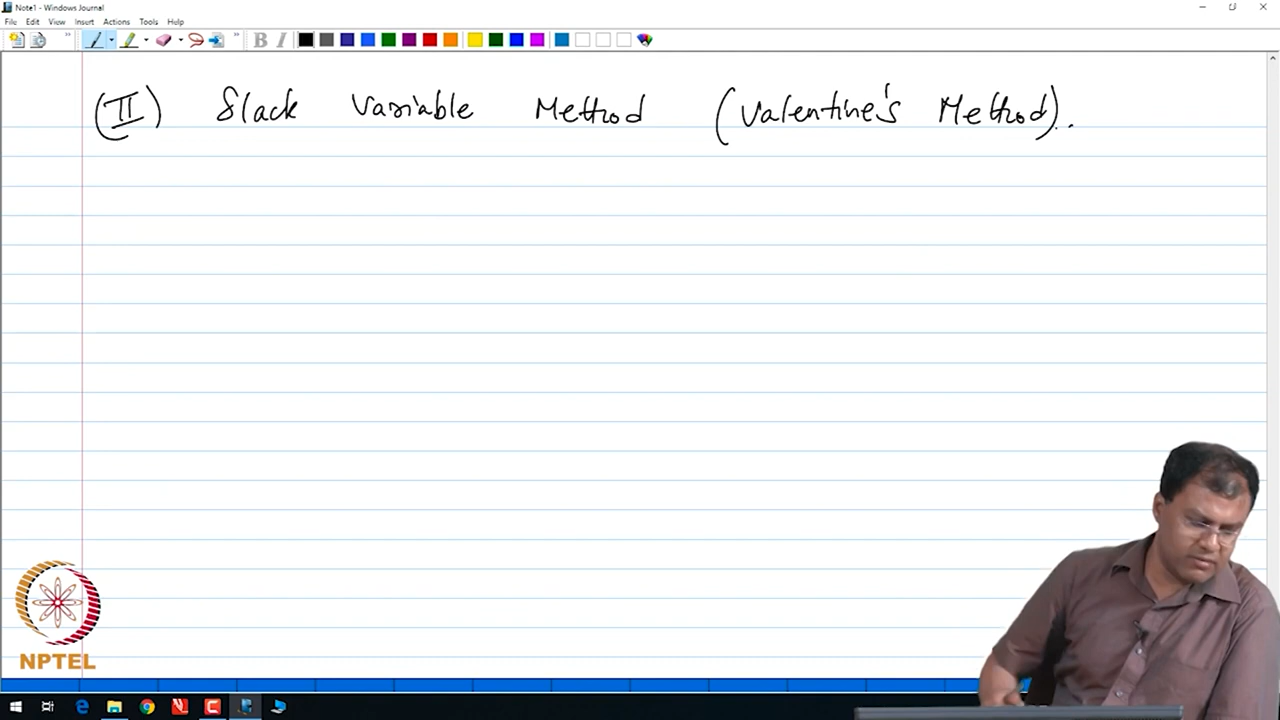 Note1 - Windows Journal
File Edit View Insert Actions Tools Help
B I
(II) Slack Variable Method (Valentine's Method).
NPTEL